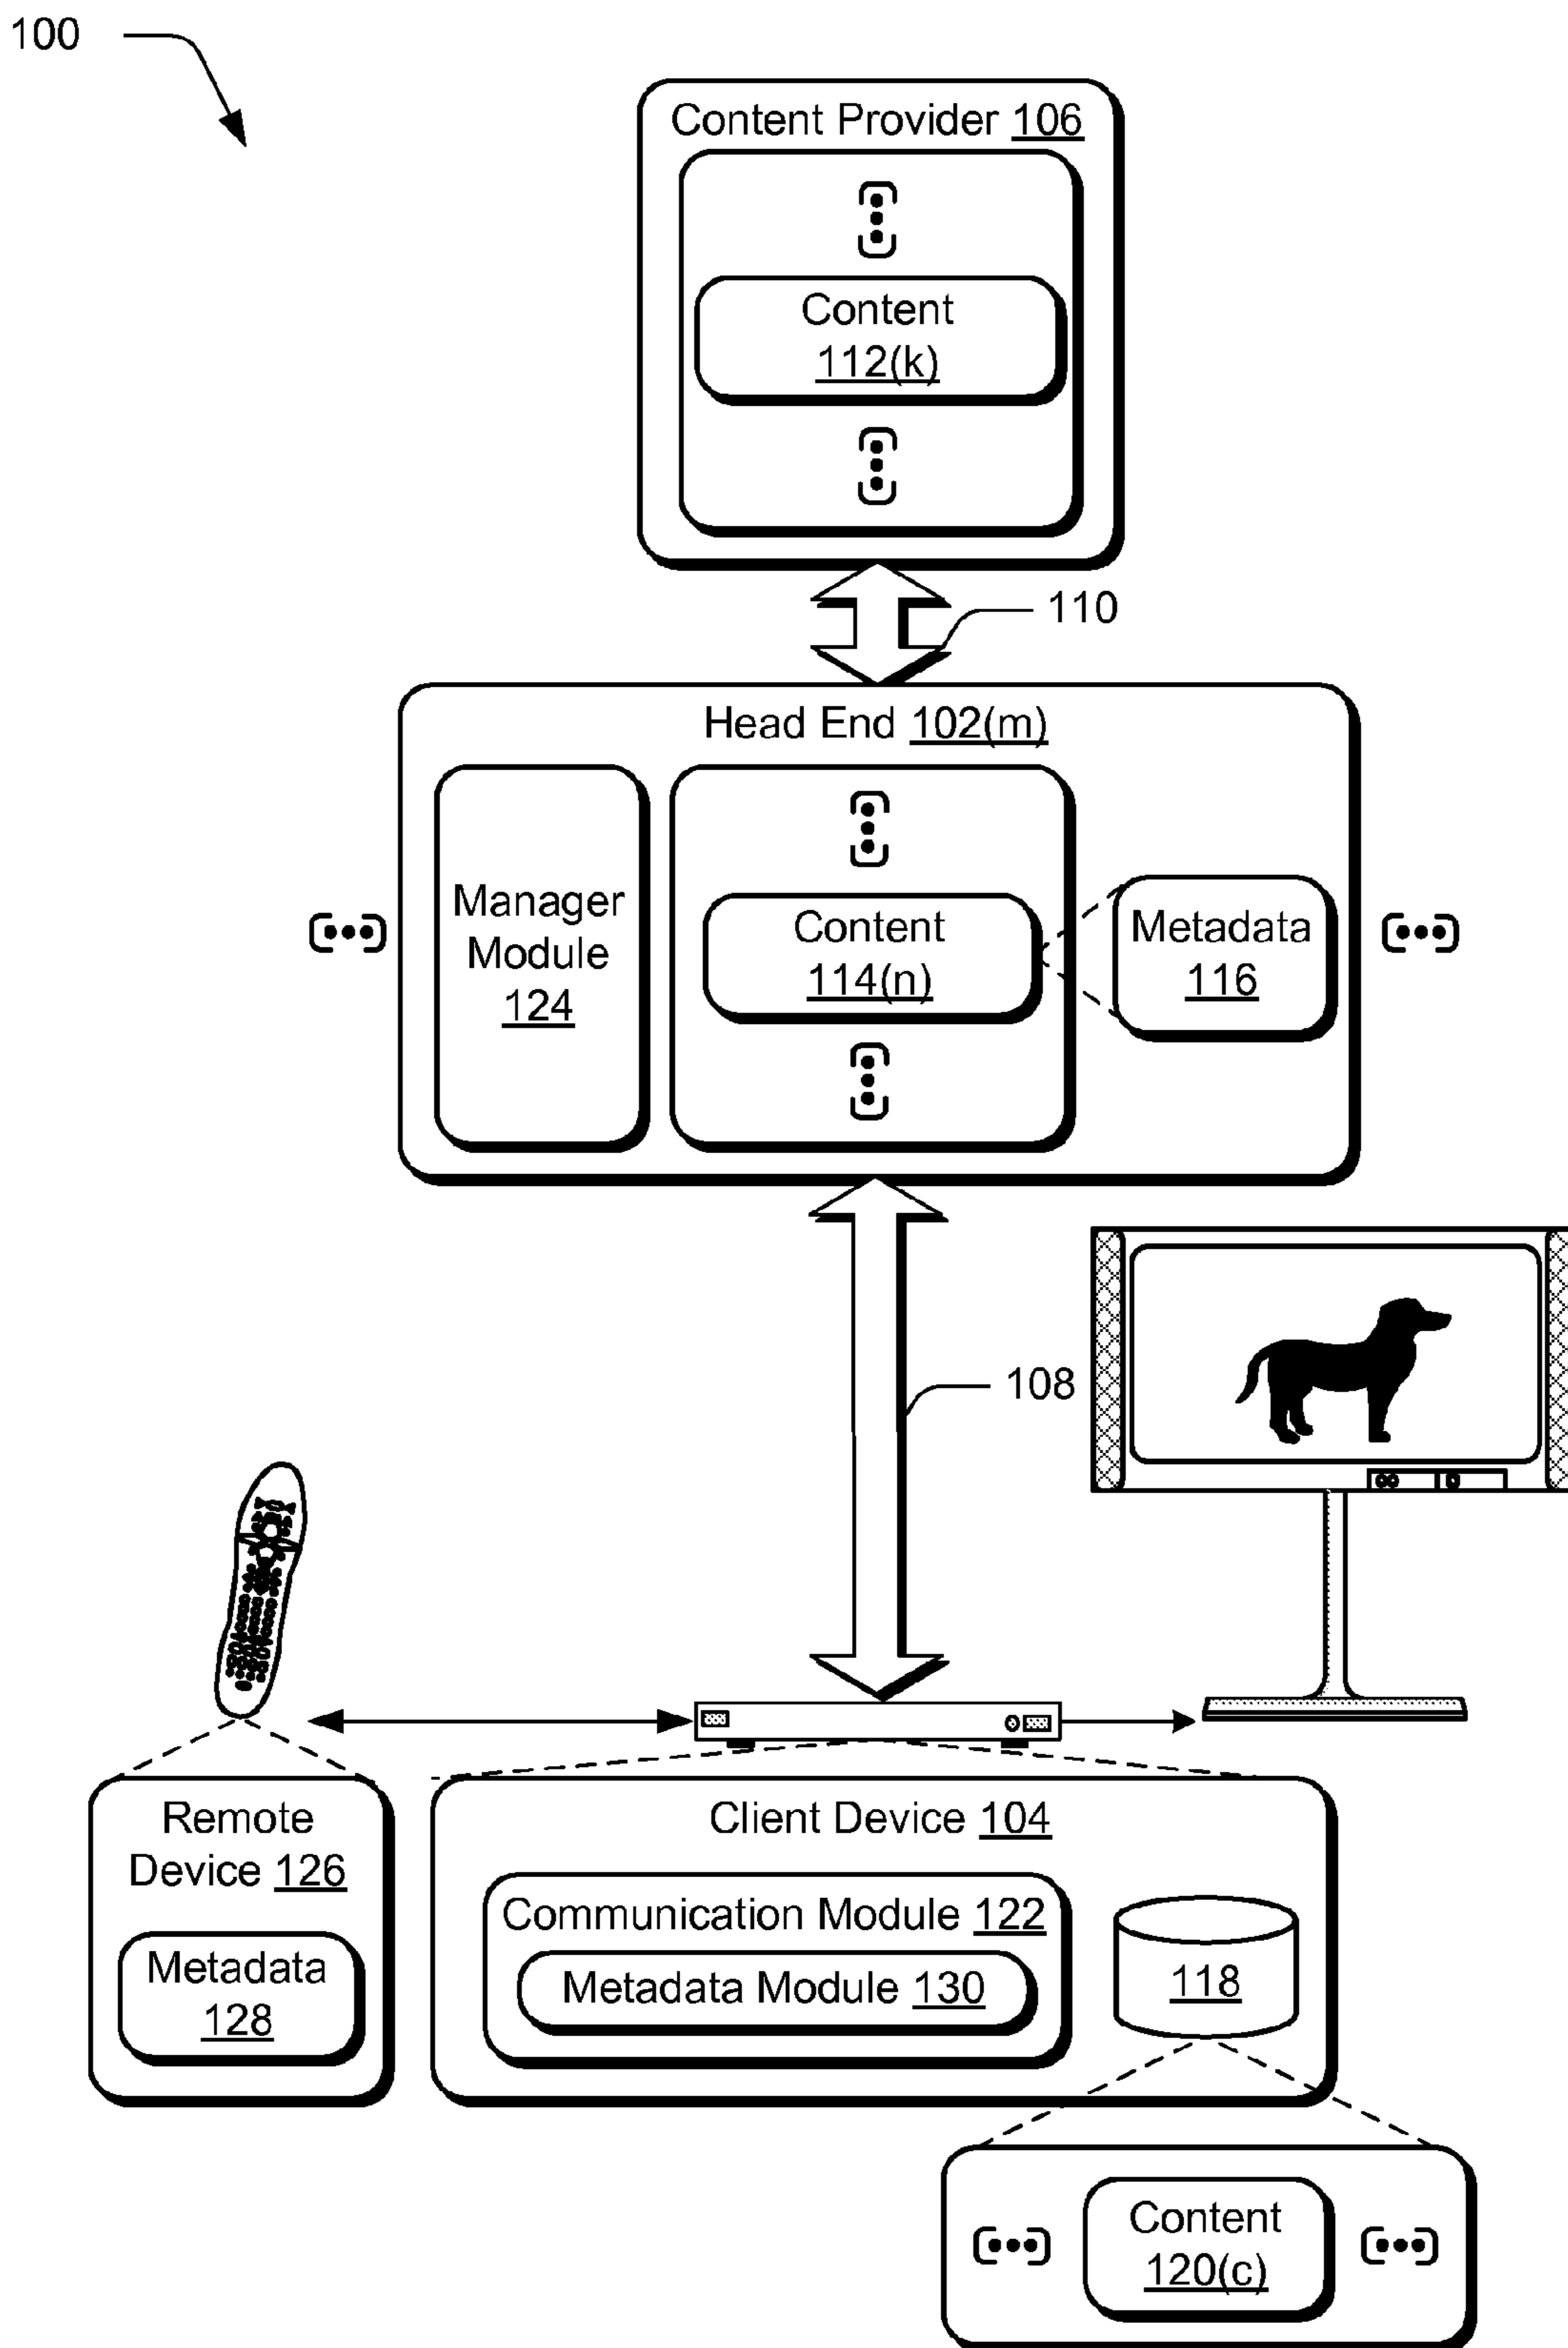 100
Content Provider 106
Content
112(k)
110
Head End 102(m)
Manager
Module
124
Content
114(n)
Metadata
116
108
Remote
Device 126
Metadata
128
Client Device 104
Communication Module 122
Metadata Module 130
118
Content
120(c)